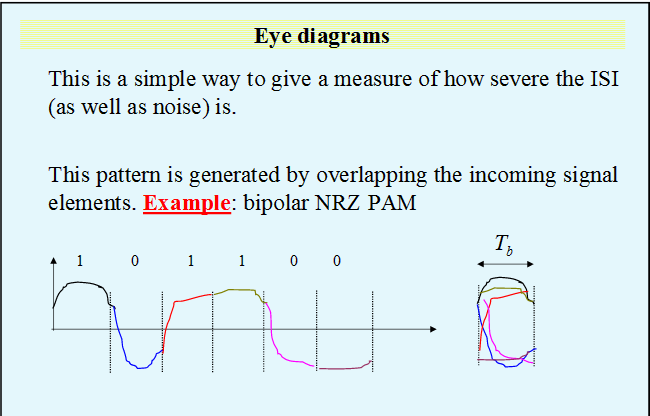 Eye diagrams
This is a simple way to give a measure of how severe the ISI
(as well as noise) is.
This pattern is generated by overlapping the incoming signal
elements. Example: bipolar NRZ PAM
T_b
1 0 1 1 0 0